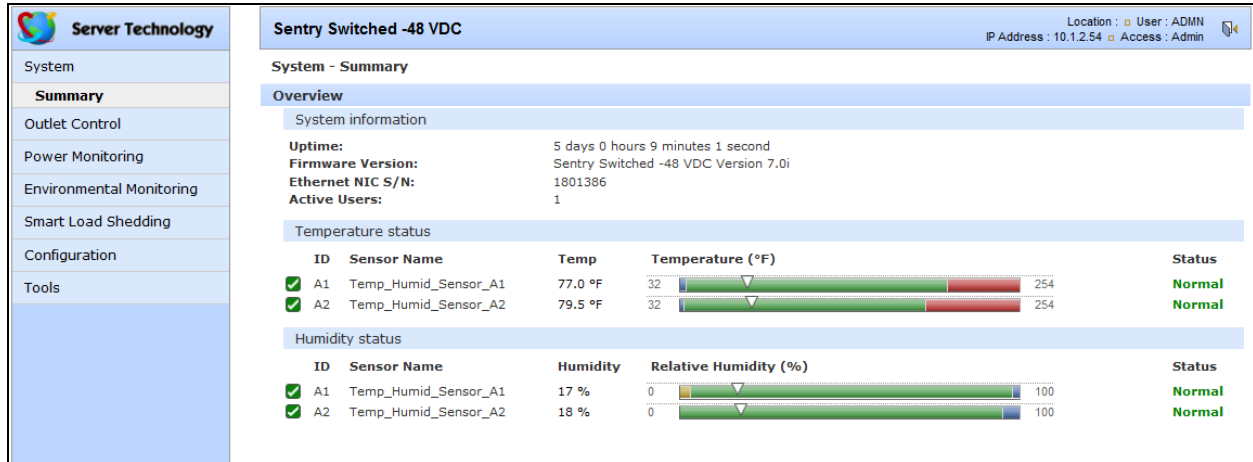 Server Technology
Sentry Switched -48 VDC
Location : User : ADMN
IP Address : 10.1.2.54 Access : Admin
System
Summary
Outlet Control
Power Monitoring
Environmental Monitoring
Smart Load Shedding
Configuration
Tools
System - Summary
Overview
System information
Uptime: 5 days 0 hours 9 minutes 1 second
Firmware Version: Sentry Switched -48 VDC Version 7.0i
Ethernet NIC S/N: 1801386
Active Users: 1
Temperature status
ID Sensor Name Temp Temperature (°F) Status
A1 Temp_Humid_Sensor_A1 77.0 °F 32 254 Normal
A2 Temp_Humid_Sensor_A2 79.5 °F 32 254 Normal
Humidity status
ID Sensor Name Humidity Relative Humidity (%) Status
A1 Temp_Humid_Sensor_A1 17 % 0 100 Normal
A2 Temp_Humid_Sensor_A2 18 % 0 100 Normal